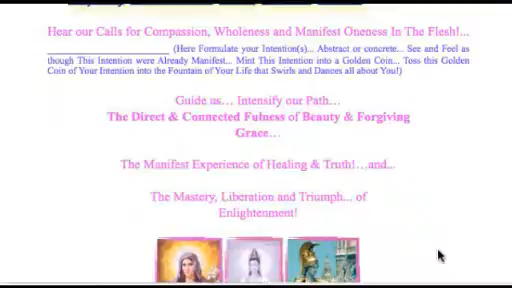 Hear our Calls for Compassion, Wholeness and Manifest Oneness In The Flesh!...
(Here Formulate your Intention(s)... Abstract or concrete... See and Feel as
though This Intention were Already Manifest... Mint This Intention into a Golden Coin... Toss this Golden
Coin of Your Intention into the Fountain of Your Life that Swirls and Dances all about You!)
Guide us… Intensify our Path…
The Direct & Connected Fulness of Beauty & Forgiving
Grace…
The Manifest Experience of Healing & Truth!…and...
The Mastery, Liberation and Triumph... of
Enlightenment!